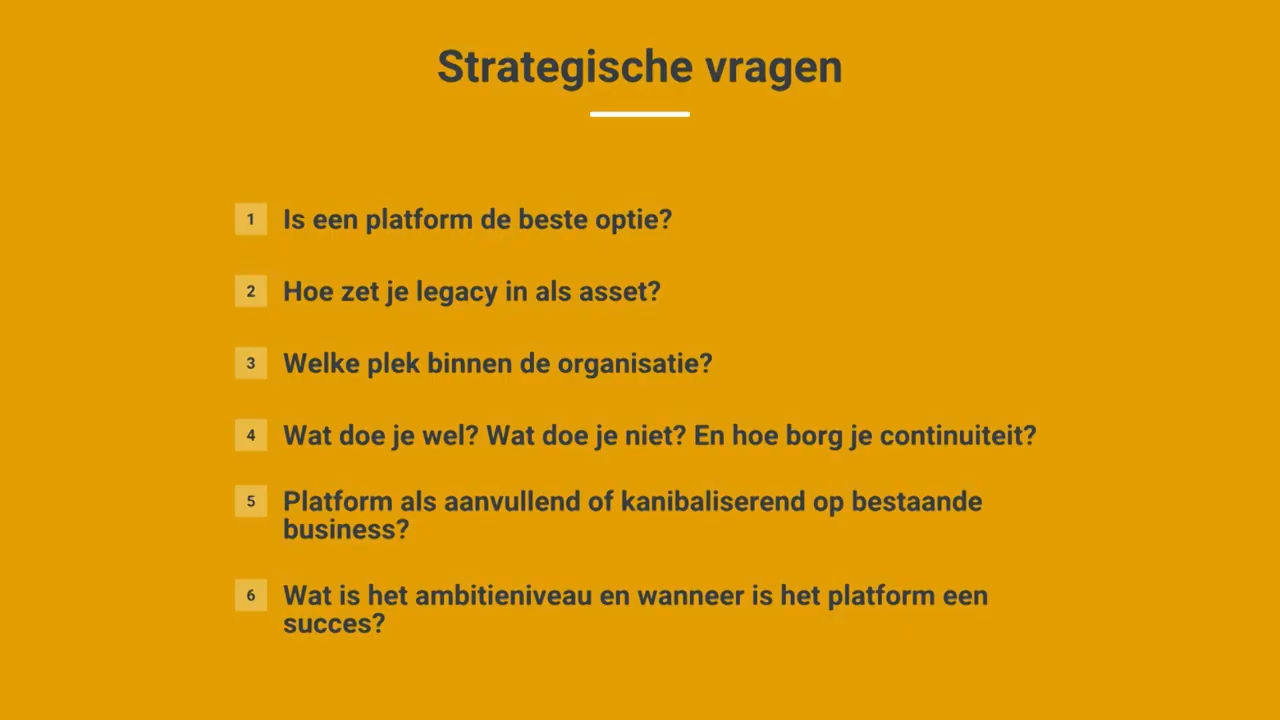 Strategische vragen
1 Is een platform de beste optie?
2 Hoe zet je legacy in als asset?
3 Welke plek binnen de organisatie?
4 Wat doe je wel? Wat doe je niet? En hoe borg je continuiteit?
5 Platform als aanvullend of kanibaliserend op bestaande
business?
6 Wat is het ambitieniveau en wanneer is het platform een
succes?